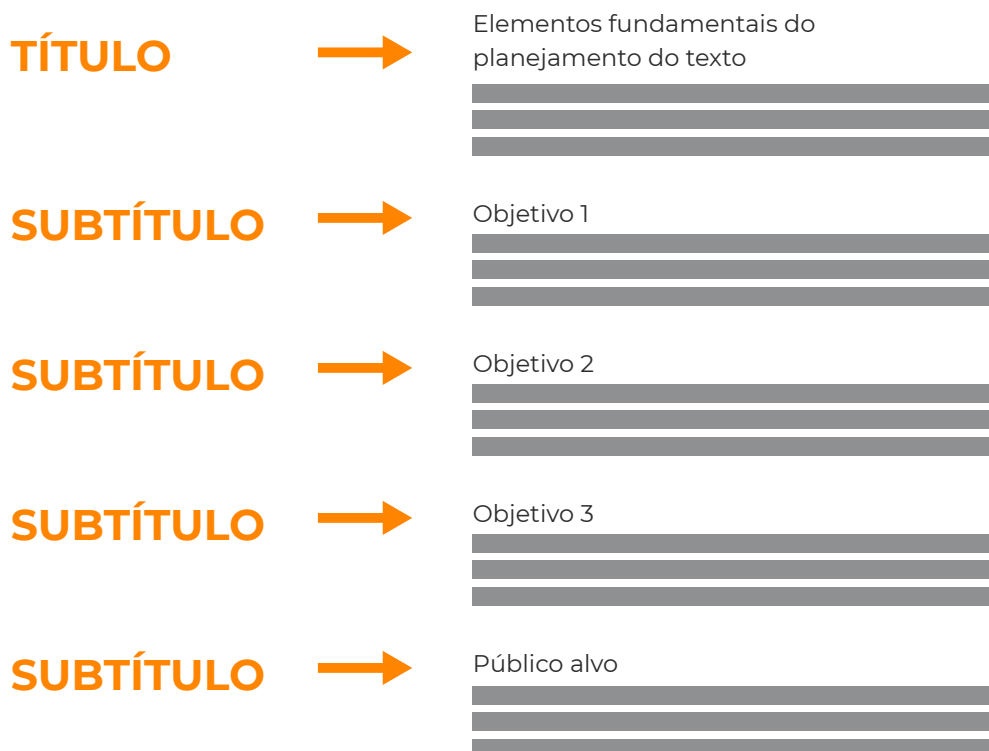 TÍTULO
Elementos fundamentais do
planejamento do texto
SUBTÍTULO
Objetivo 1
SUBTÍTULO
Objetivo 2
SUBTÍTULO
Objetivo 3
SUBTÍTULO
Público alvo